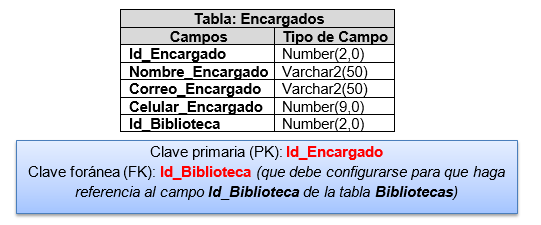 Tabla: Encargados
Campos Tipo de Campo
Id_Encargado Number(2,0)
Nombre_Encargado Varchar2(50)
Correo_Encargado Varchar2(50)
Celular_Encargado Number(9,0)
Id_Biblioteca Number(2,0)
Clave primaria (PK): Id_Encargado
Clave foránea (FK): Id_Biblioteca (que debe configurarse para que haga
referencia al campo Id_Biblioteca de la tabla Bibliotecas)